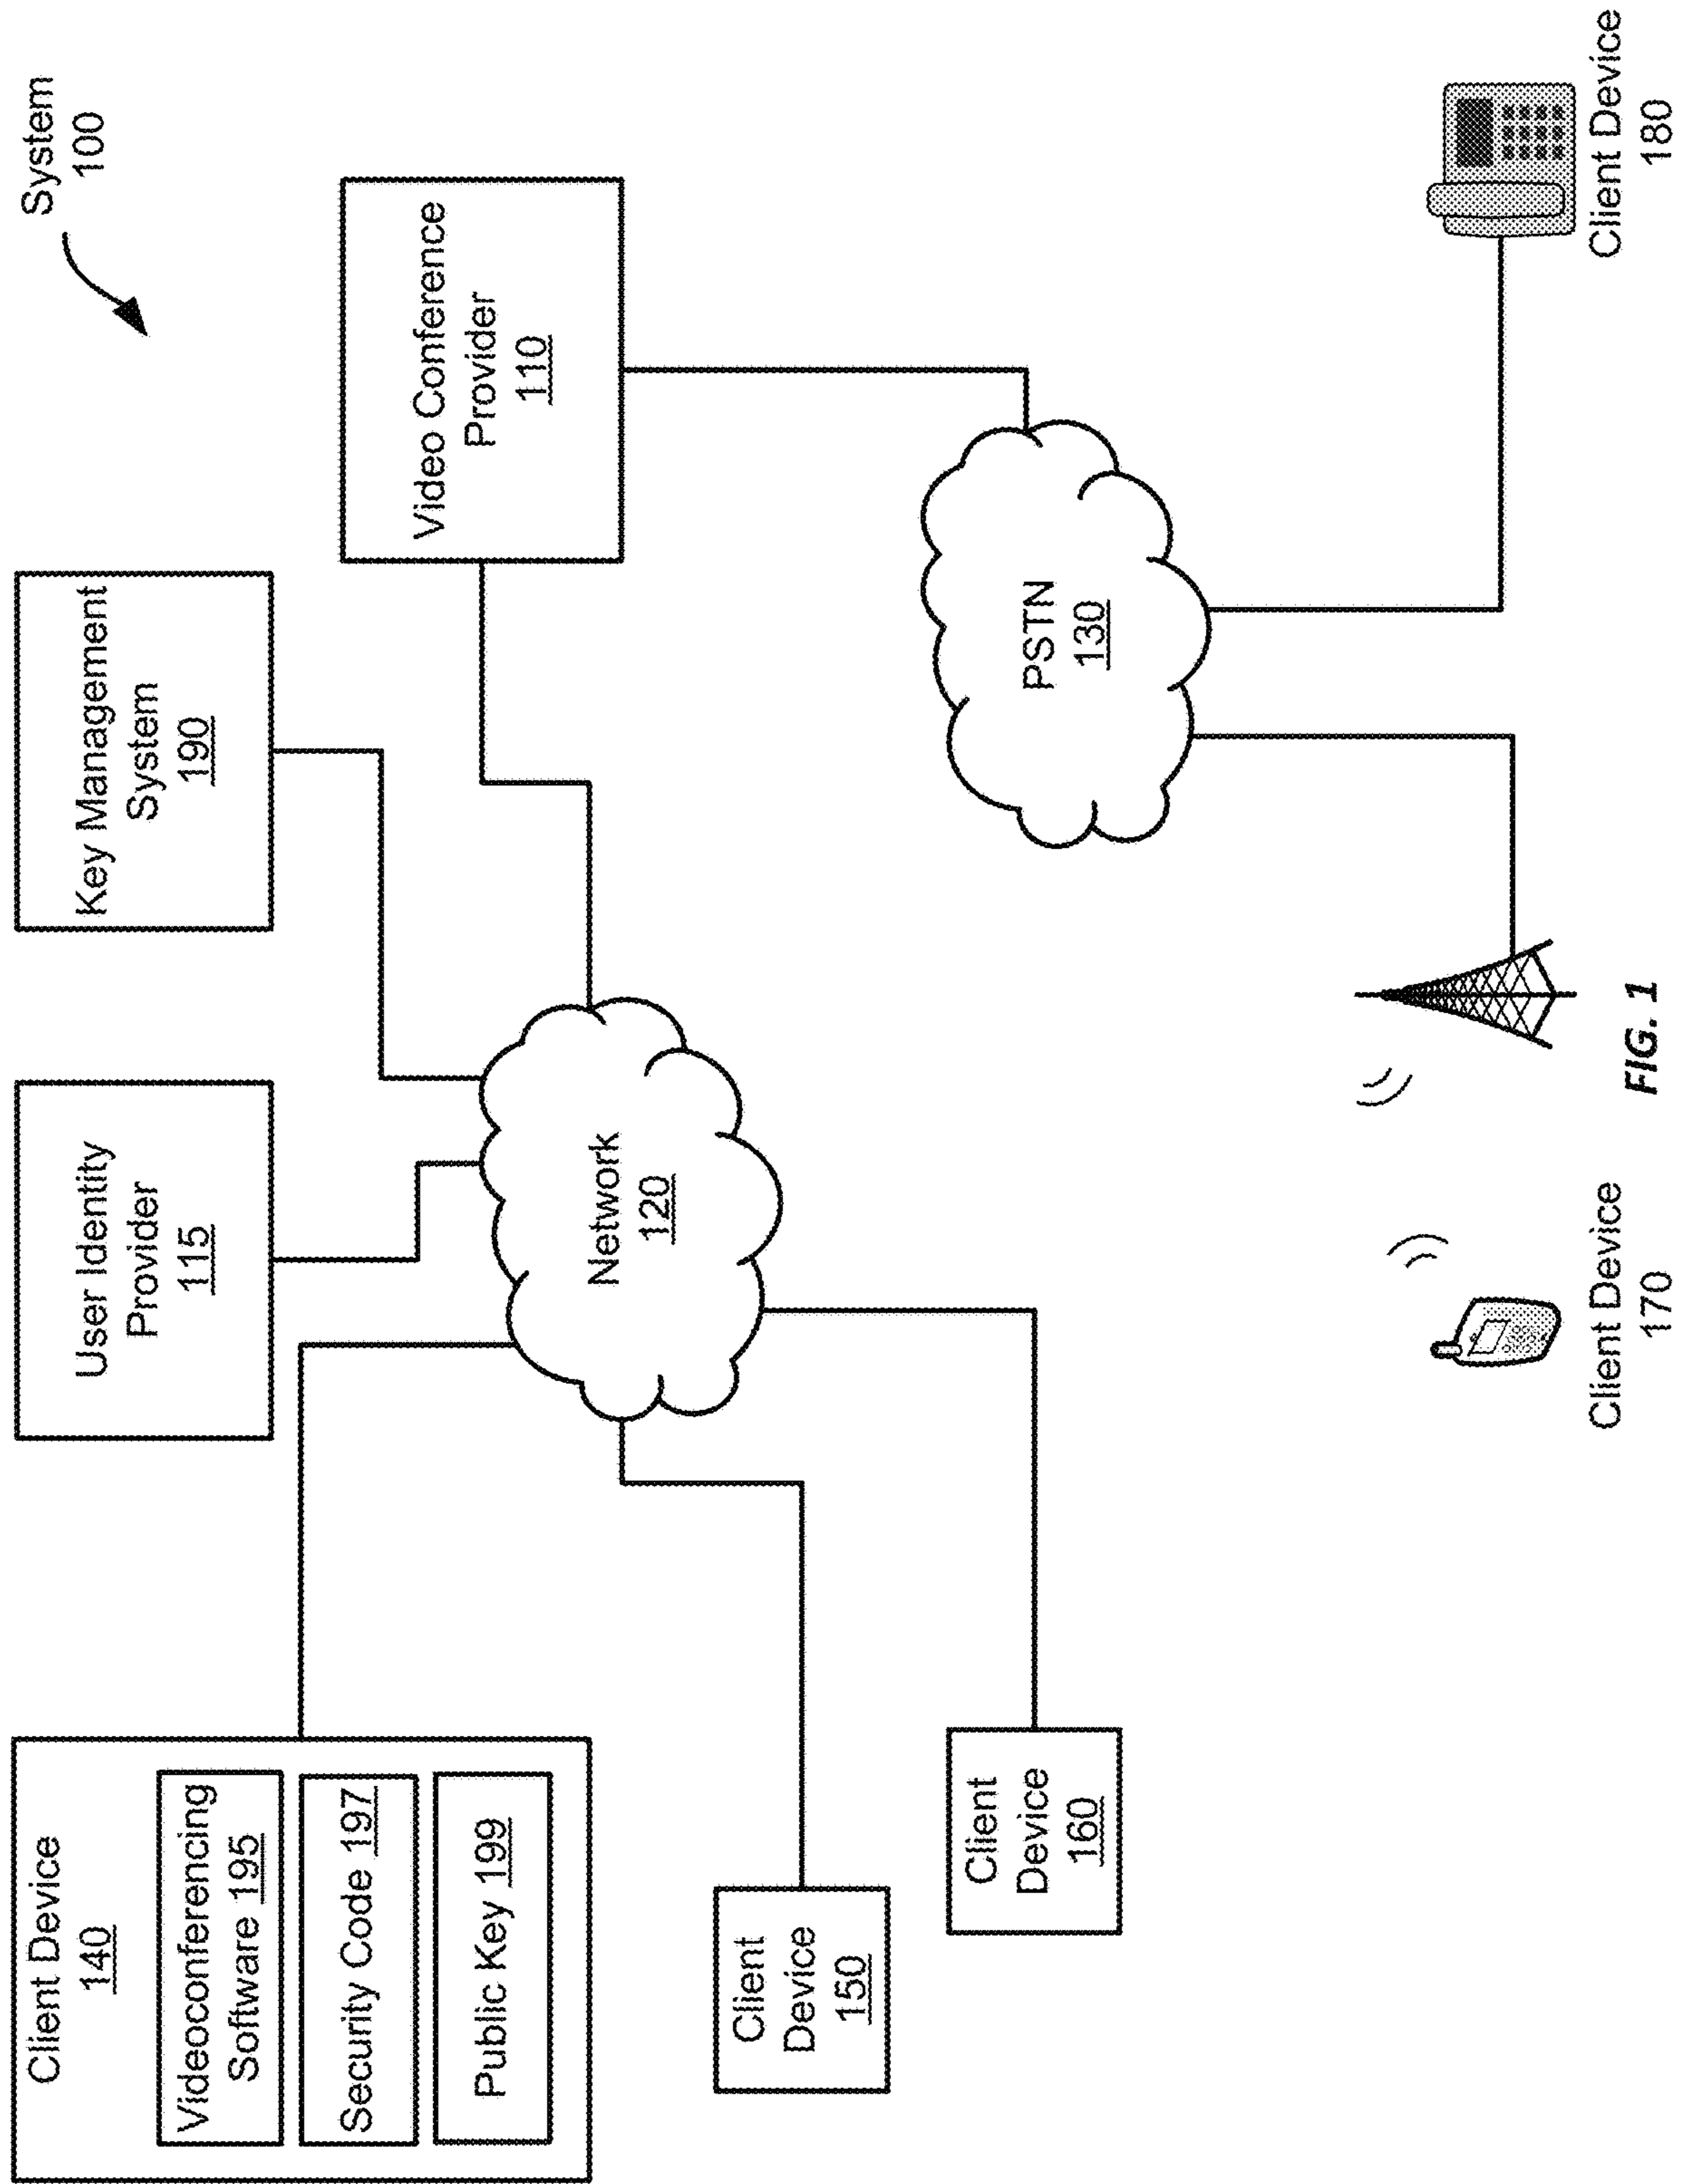 System
100
Client Device
140
Videoconferencing
Software 195
Security Code 197
Public Key 199
User Identity
Provider
115
Key Management
System
190
Video Conference
Provider
110
Network
120
PSTN
130
Client
Device
150
Client
Device
160
Client Device
170
Client Device
180
FIG. 1